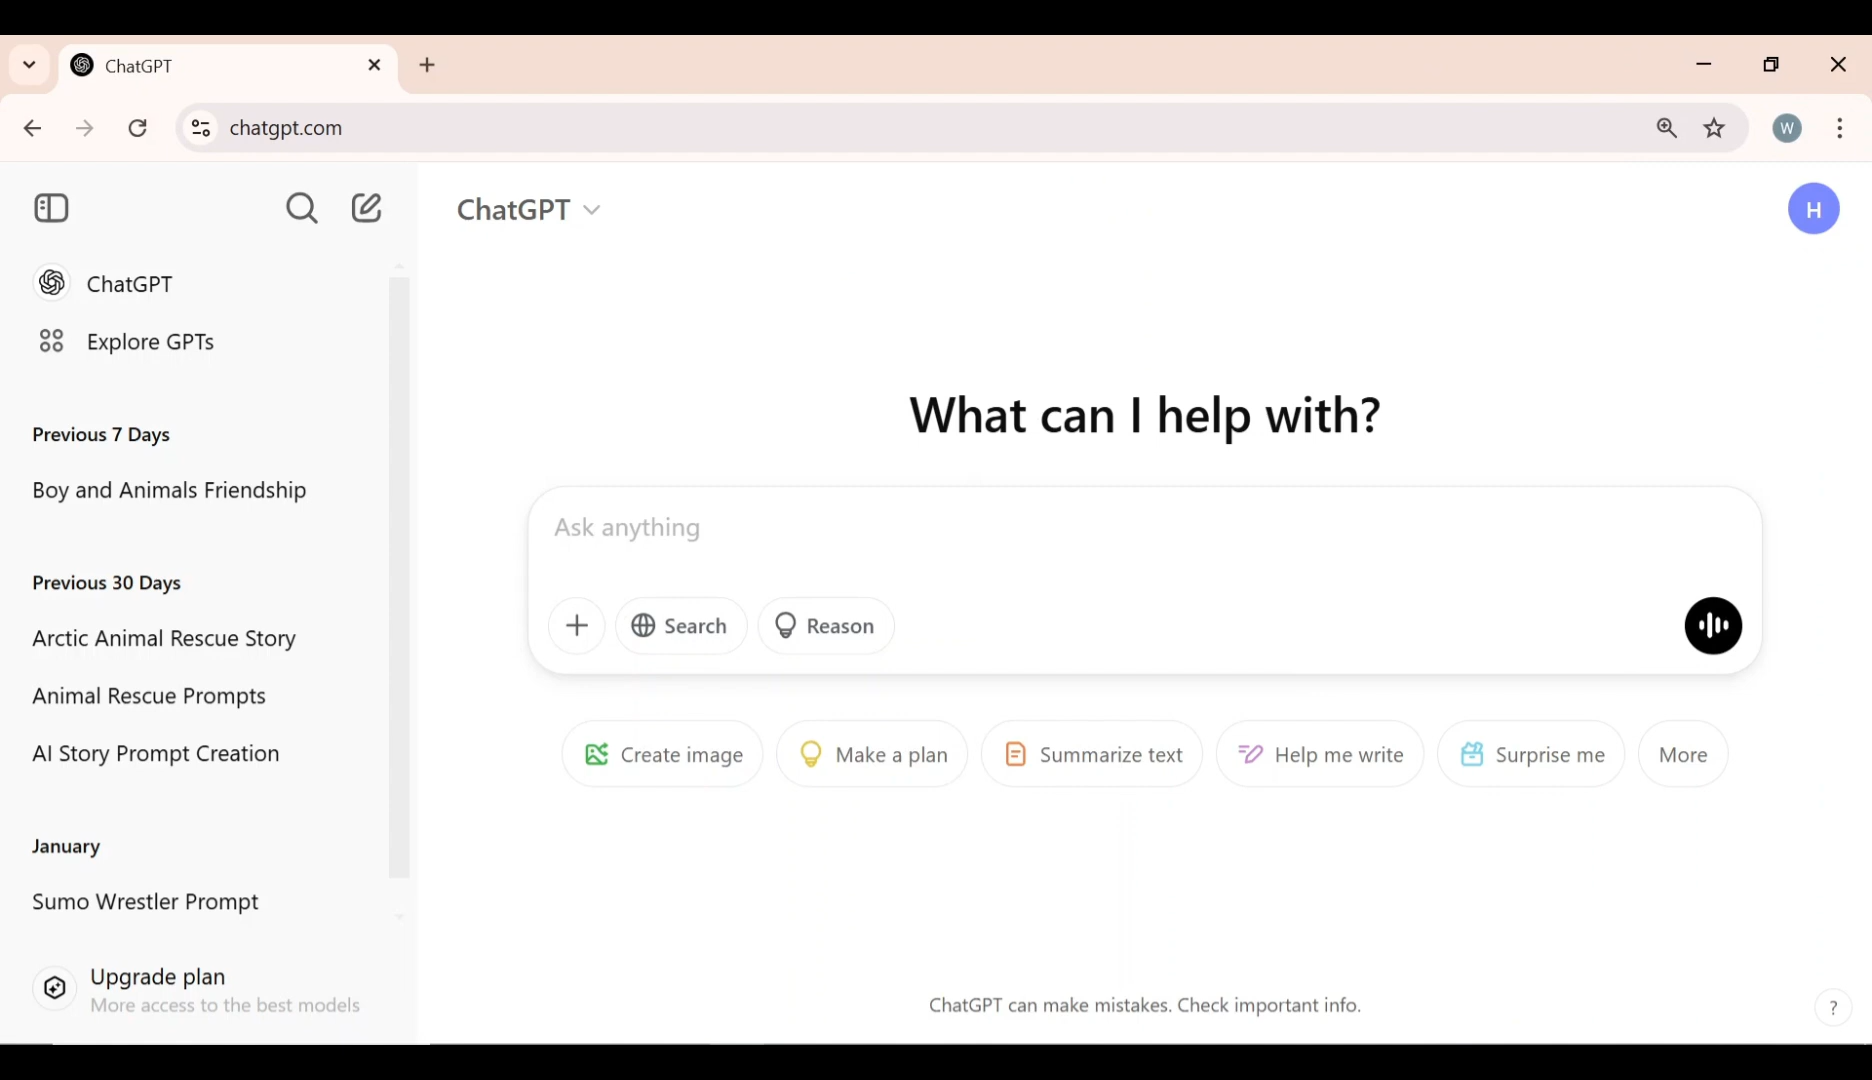 ChatGPT
chatgpt.com
W
ChatGPT
H
ChatGPT
Explore GPTs
Previous 7 Days
Boy and Animals Friendship
Previous 30 Days
Arctic Animal Rescue Story
Animal Rescue Prompts
AI Story Prompt Creation
January
Sumo Wrestler Prompt
Upgrade plan
More access to the best models
What can I help with?
Ask anything
Search Reason
Create image Make a plan Summarize text Help me write Surprise me More
ChatGPT can make mistakes. Check important info.
?